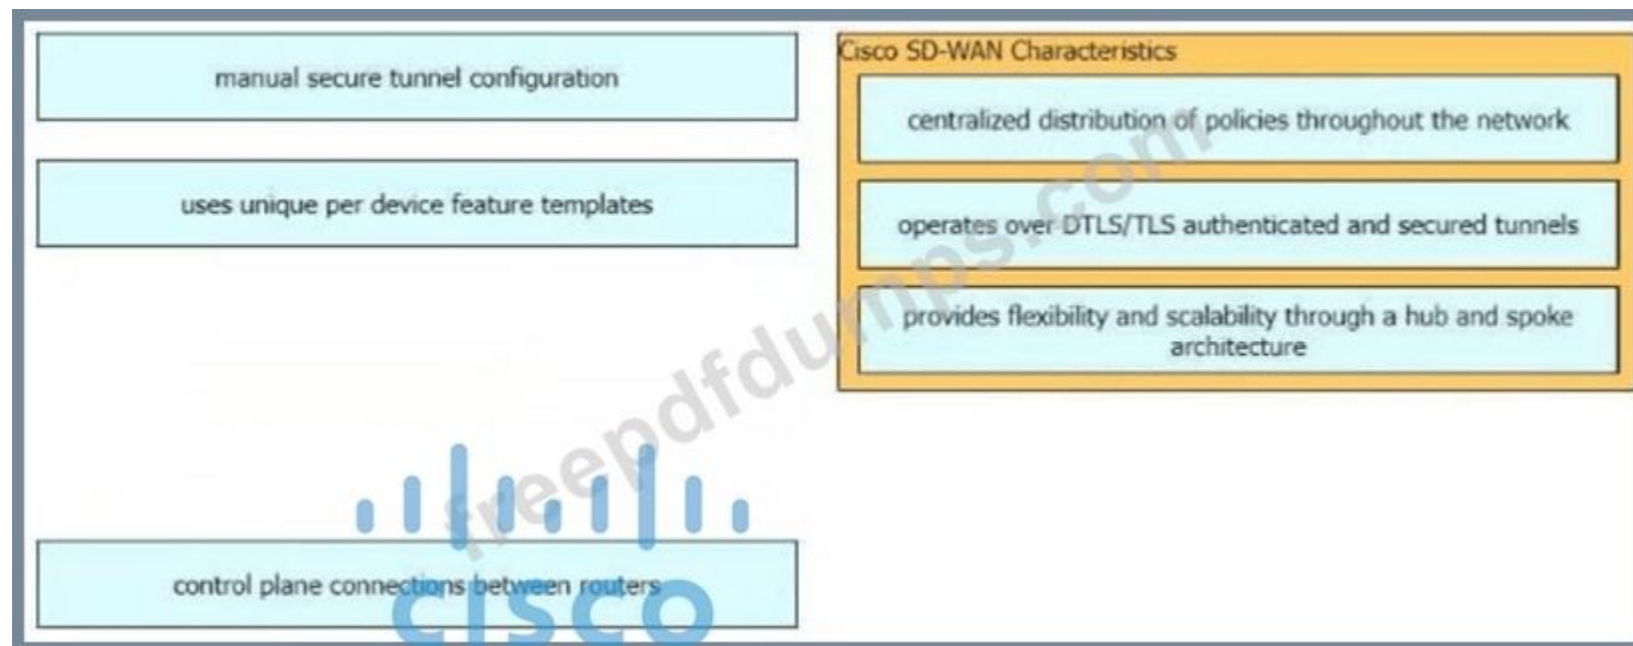 manual secure tunnel configuration
uses unique per device feature templates
control plane connections between routers
Cisco SD-WAN Characteristics
centralized distribution of policies throughout the network
operates over DTLS/TLS authenticated and secured tunnels
provides flexibility and scalability through a hub and spoke
architecture
freepdfdumps.com
CISCO